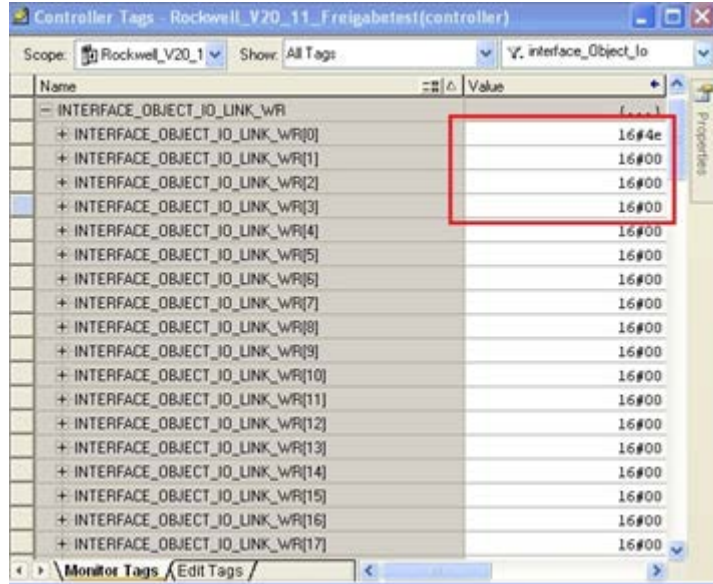 Controller Tags - Rockwell_V20_11_Freigabetest(controller)
Scope: Rockwell_V20_1 Show: All Tags interface_Object_Io
Name Value
INTERFACE_OBJECT_IO_LINK_WR {...}
+ INTERFACE_OBJECT_IO_LINK_WR[0] 16#4e
+ INTERFACE_OBJECT_IO_LINK_WR[1] 16#00
+ INTERFACE_OBJECT_IO_LINK_WR[2] 16#00
+ INTERFACE_OBJECT_IO_LINK_WR[3] 16#00
+ INTERFACE_OBJECT_IO_LINK_WR[4] 16#00
+ INTERFACE_OBJECT_IO_LINK_WR[5] 16#00
+ INTERFACE_OBJECT_IO_LINK_WR[6] 16#00
+ INTERFACE_OBJECT_IO_LINK_WR[7] 16#00
+ INTERFACE_OBJECT_IO_LINK_WR[8] 16#00
+ INTERFACE_OBJECT_IO_LINK_WR[9] 16#00
+ INTERFACE_OBJECT_IO_LINK_WR[10] 16#00
+ INTERFACE_OBJECT_IO_LINK_WR[11] 16#00
+ INTERFACE_OBJECT_IO_LINK_WR[12] 16#00
+ INTERFACE_OBJECT_IO_LINK_WR[13] 16#00
+ INTERFACE_OBJECT_IO_LINK_WR[14] 16#00
+ INTERFACE_OBJECT_IO_LINK_WR[15] 16#00
+ INTERFACE_OBJECT_IO_LINK_WR[16] 16#00
+ INTERFACE_OBJECT_IO_LINK_WR[17] 16#00
Monitor Tags Edit Tags
Properties